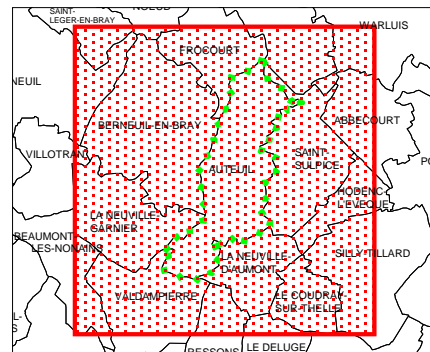 SAINT-
LEGER-EN-BRAY
WARLUIS
FROCOURT
NEUIL
ABBECOURT
BERNEUIL-EN-BRAY
VILLOTRAN
SAINT-
SULPICE
AUTEUIL
HODENC-
L'EVEQUE
LA NEUVILLE-
GARNIER
BEAUMONT-
LES-NONAINS
SILLY-TILLARD
LA NEUVILLE-
D'AUMONT
VALDAMPIERRE
LE COUDRAY
SUR-THELLE
LE DELUGE